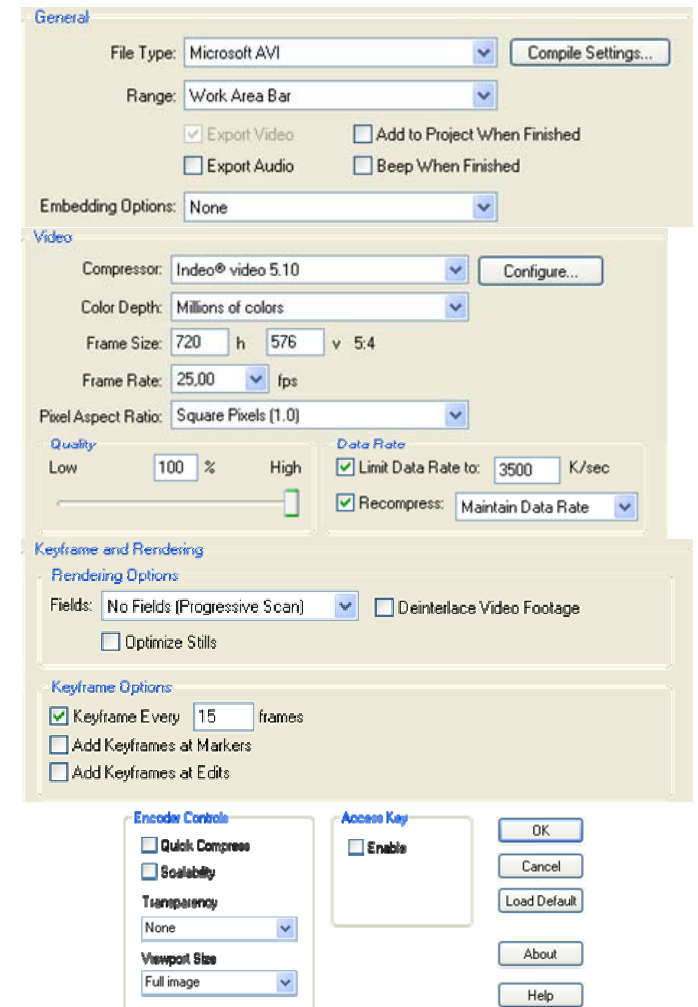 General
File Type: Microsoft AVI Compile Settings...
Range: Work Area Bar
Export Video Add to Project When Finished
Export Audio Beep When Finished
Embedding Options: None
Video
Compressor: Indeo® video 5.10 Configure...
Color Depth: Millions of colors
Frame Size: 720 h 576 v 5:4
Frame Rate: 25,00 fps
Pixel Aspect Ratio: Square Pixels (1.0)
Quality Data Rate
Low 100 % High Limit Data Rate to: 3500 K/sec
Recompress: Maintain Data Rate
Keyframe and Rendering
Rendering Options
Fields: No Fields (Progressive Scan) Deinterlace Video Footage
Optimize Stills
Keyframe Options
Keyframe Every 15 frames
Add Keyframes at Markers
Add Keyframes at Edits
Encoder Controls Access Key OK
Quick Compress Enable
Scalability Cancel
Transparency Load Default
None
Viewport Size About
Full image
Help